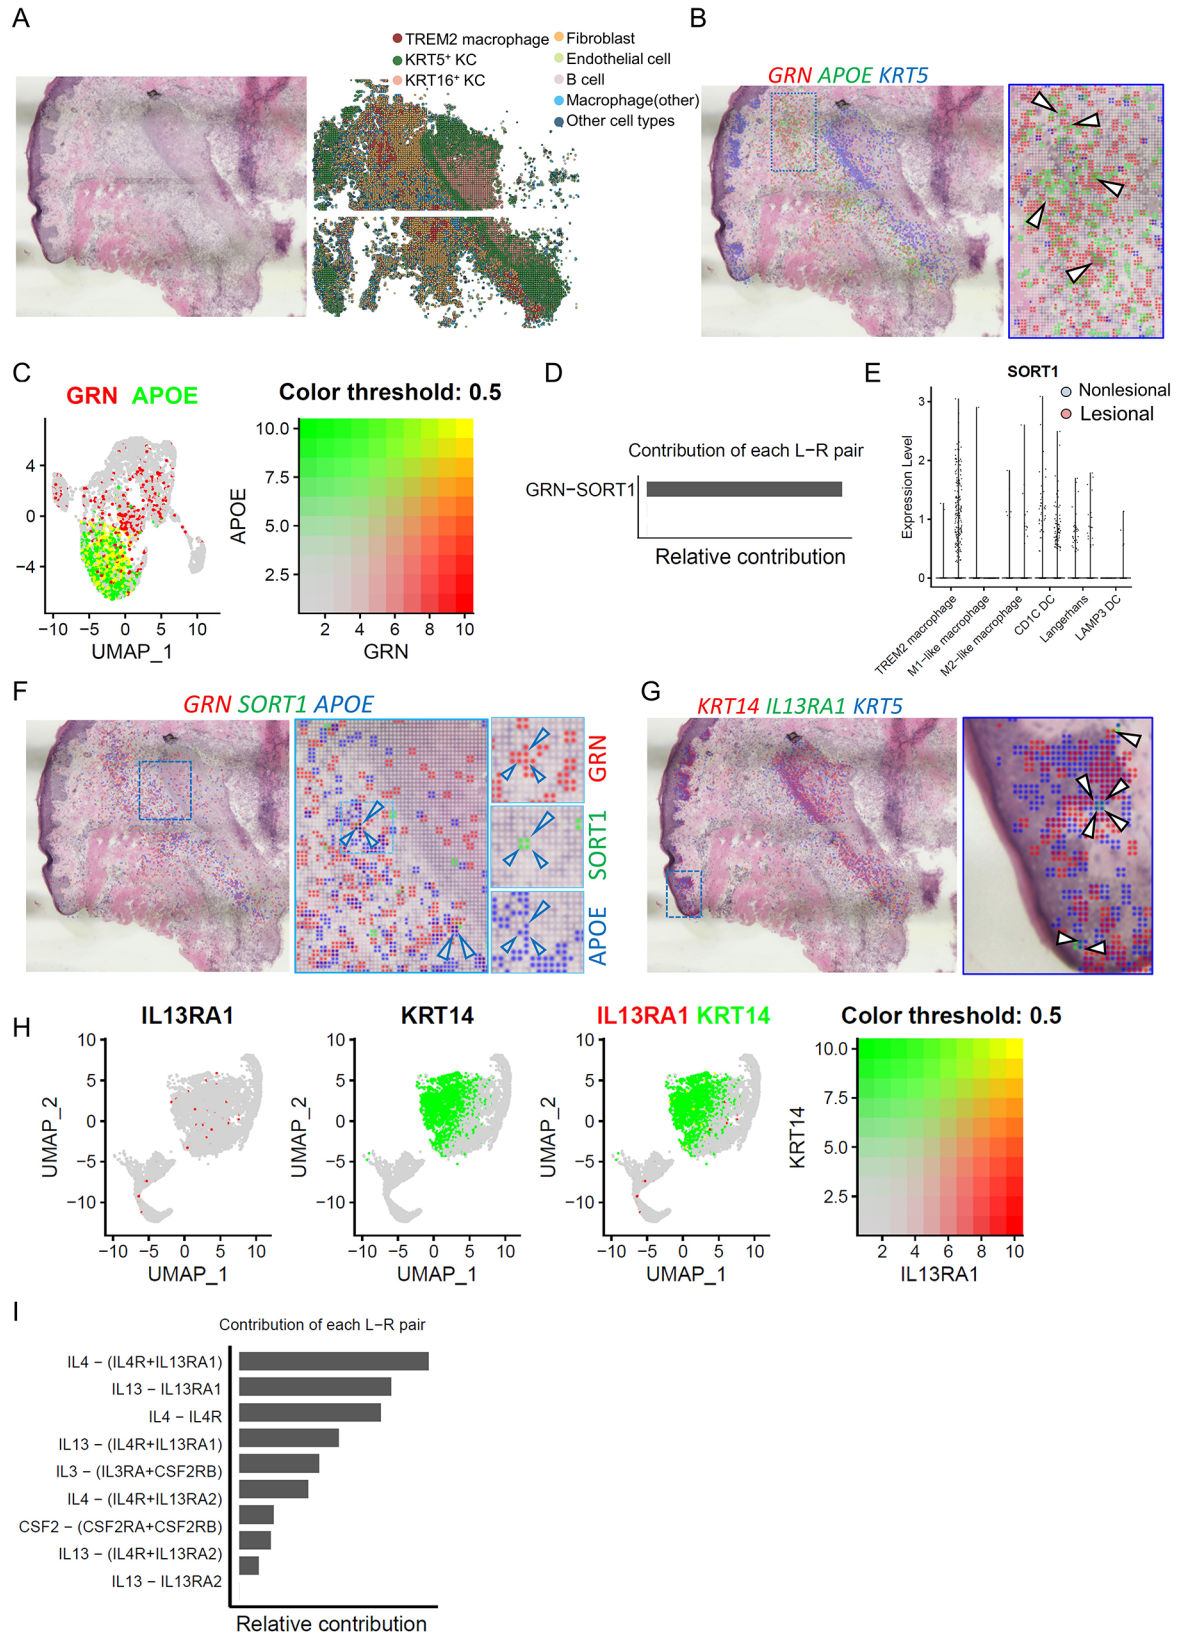 A
TREM2 macrophage
KRT5+ KC
KRT16+ KC
Fibroblast
Endothelial cell
B cell
Macrophage(other)
Other cell types
B
GRN APOE KRT5
C
GRN APOE
4
0
−4
−10 −5 0 5 10
UMAP_1
Color threshold: 0.5
APOE
10.0
7.5
5.0
2.5
2 4 6 8 10
GRN
D
Contribution of each L−R pair
GRN−SORT1
Relative contribution
E
SORT1
Nonlesional
Lesional
Expression Level
3
2
1
0
TREM2 macrophage
M1−like macrophage
M2−like macrophage
CD1C DC
Langerhans
LAMP3 DC
F
GRN SORT1 APOE
GRN
SORT1
APOE
G
KRT14 IL13RA1 KRT5
H
IL13RA1
UMAP_2
10
5
0
−5
−10
−10 −5 0 5 10
UMAP_1
KRT14
UMAP_2
10
5
0
−5
−10
−10 −5 0 5 10
UMAP_1
IL13RA1 KRT14
UMAP_2
10
5
0
−5
−10
−10 −5 0 5 10
UMAP_1
Color threshold: 0.5
KRT14
10.0
7.5
5.0
2.5
2 4 6 8 10
IL13RA1
I
Contribution of each L−R pair
IL4 − (IL4R+IL13RA1)
IL13 − IL13RA1
IL4 − IL4R
IL13 − (IL4R+IL13RA1)
IL3 − (IL3RA+CSF2RB)
IL4 − (IL4R+IL13RA2)
CSF2 − (CSF2RA+CSF2RB)
IL13 − (IL4R+IL13RA2)
IL13 − IL13RA2
Relative contribution